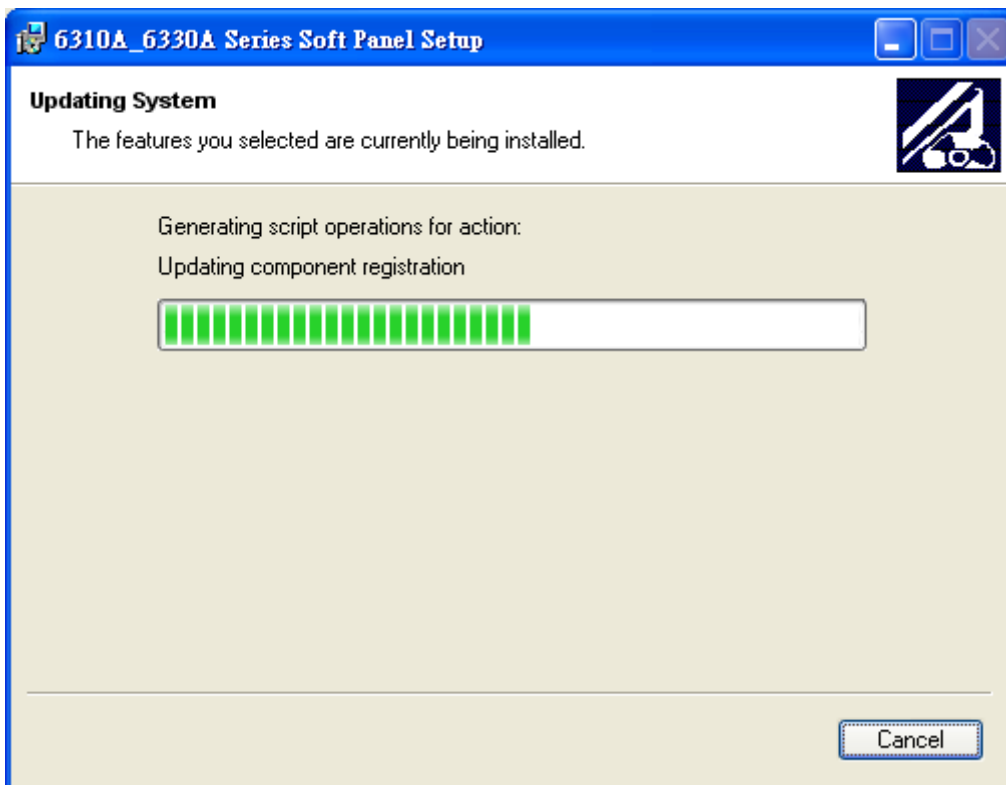 6310A_6330A Series Soft Panel Setup
Updating System
The features you selected are currently being installed.
Generating script operations for action:
Updating component registration
Cancel